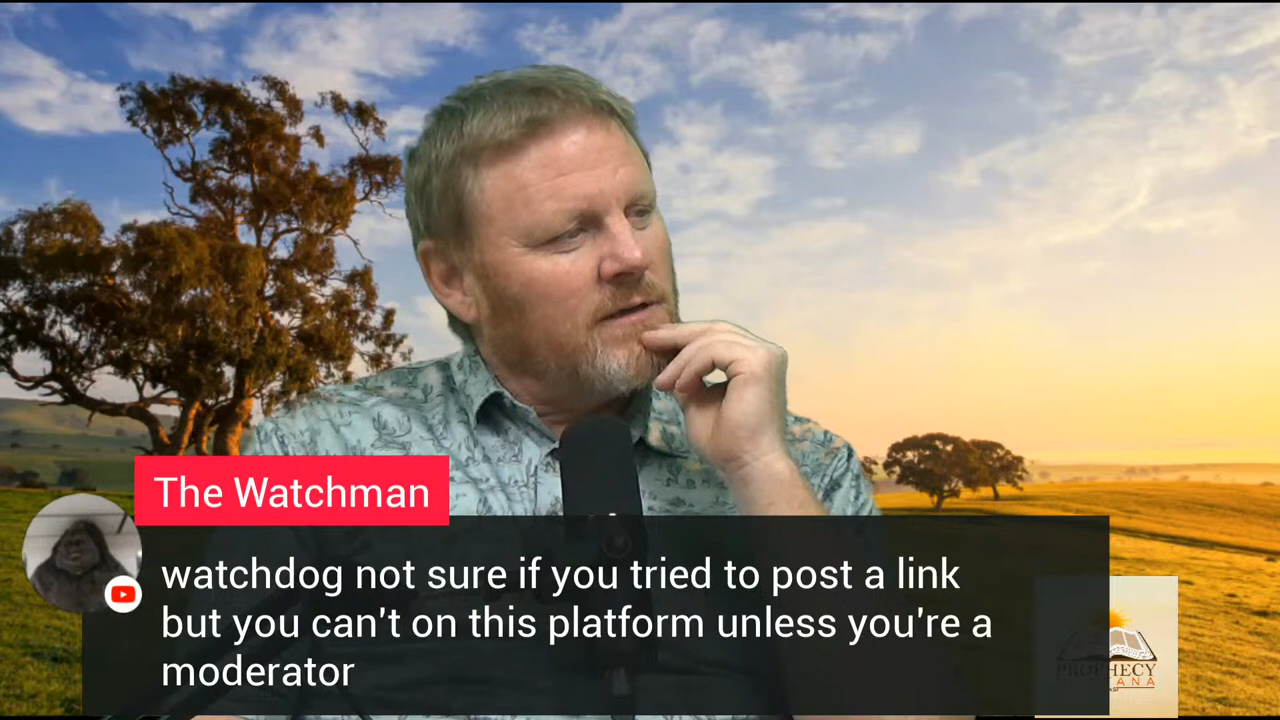 The Watchman
watchdog not sure if you tried to post a link
but you can't on this platform unless you're a
moderator
PROPHECY